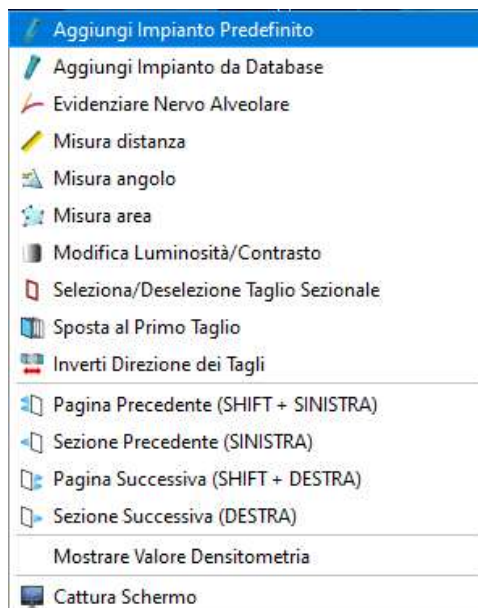 Aggiungi Impianto Predefinito
Aggiungi Impianto da Database
Evidenziare Nervo Alveolare
Misura distanza
Misura angolo
Misura area
Modifica Luminosità/Contrasto
Seleziona/Deselezione Taglio Sezionale
Sposta al Primo Taglio
Inverti Direzione dei Tagli
Pagina Precedente (SHIFT + SINISTRA)
Sezione Precedente (SINISTRA)
Pagina Successiva (SHIFT + DESTRA)
Sezione Successiva (DESTRA)
Mostrare Valore Densitometria
Cattura Schermo